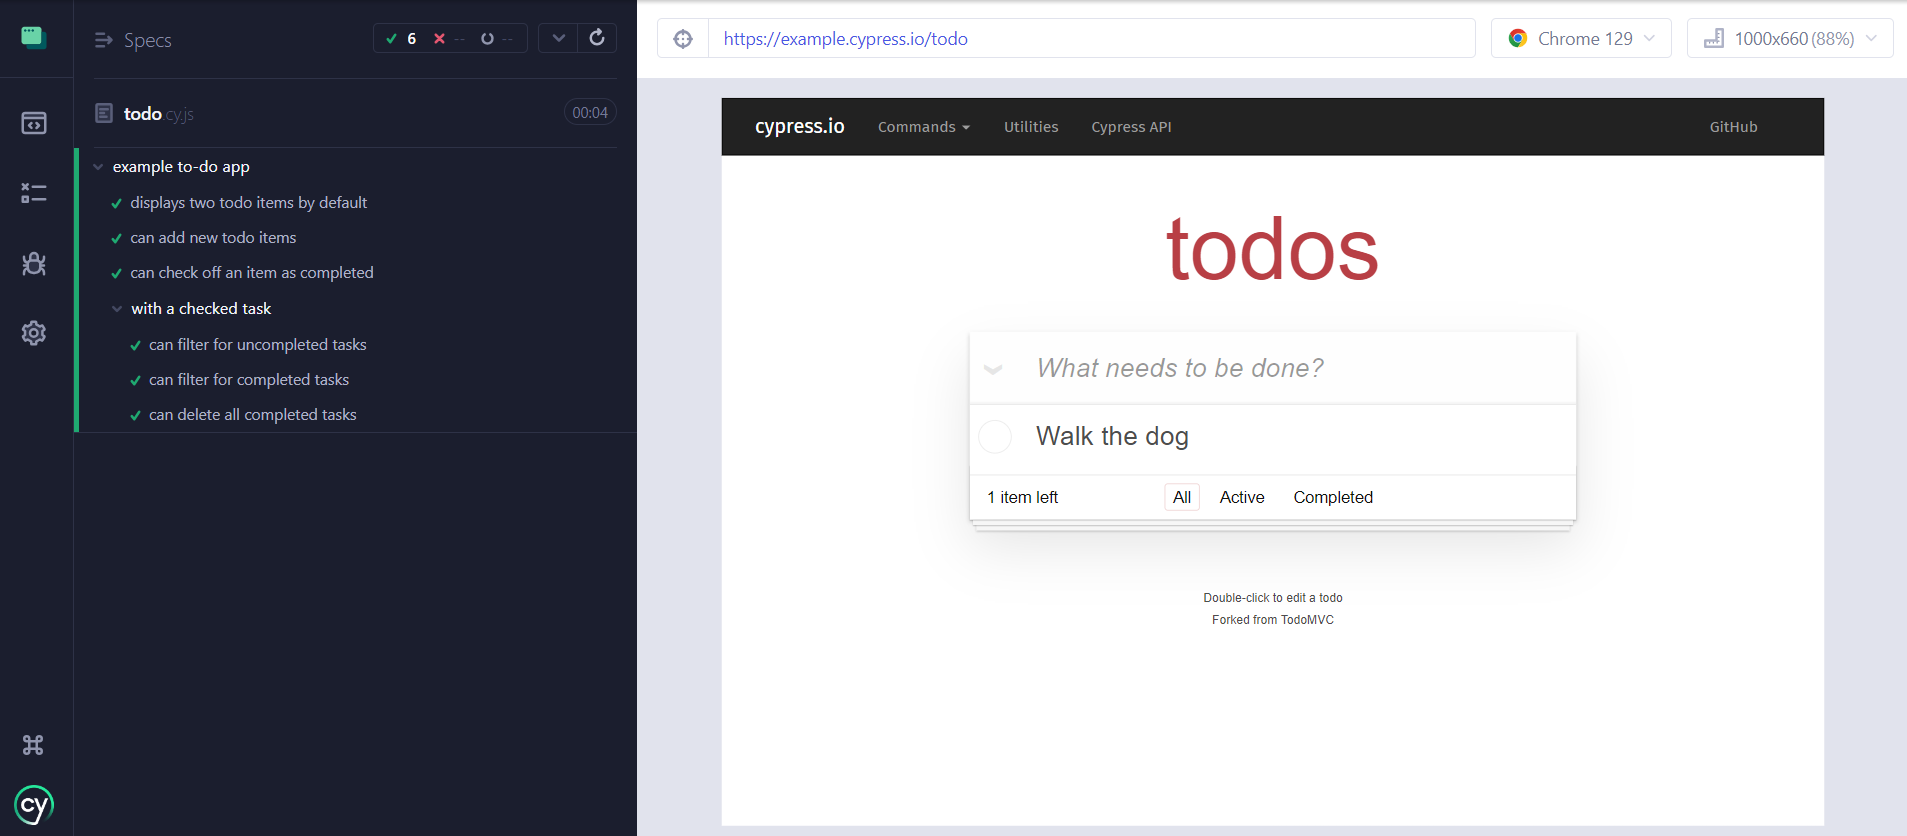 Specs 6 -- --
todo.cy.js 00:04
example to-do app
displays two todo items by default
can add new todo items
can check off an item as completed
with a checked task
can filter for uncompleted tasks
can filter for completed tasks
can delete all completed tasks
cy
https://example.cypress.io/todo Chrome 129 1000x660 (88%)
cypress.io Commands Utilities Cypress API GitHub
todos
What needs to be done?
Walk the dog
1 item left All Active Completed
Double-click to edit a todo
Forked from TodoMVC